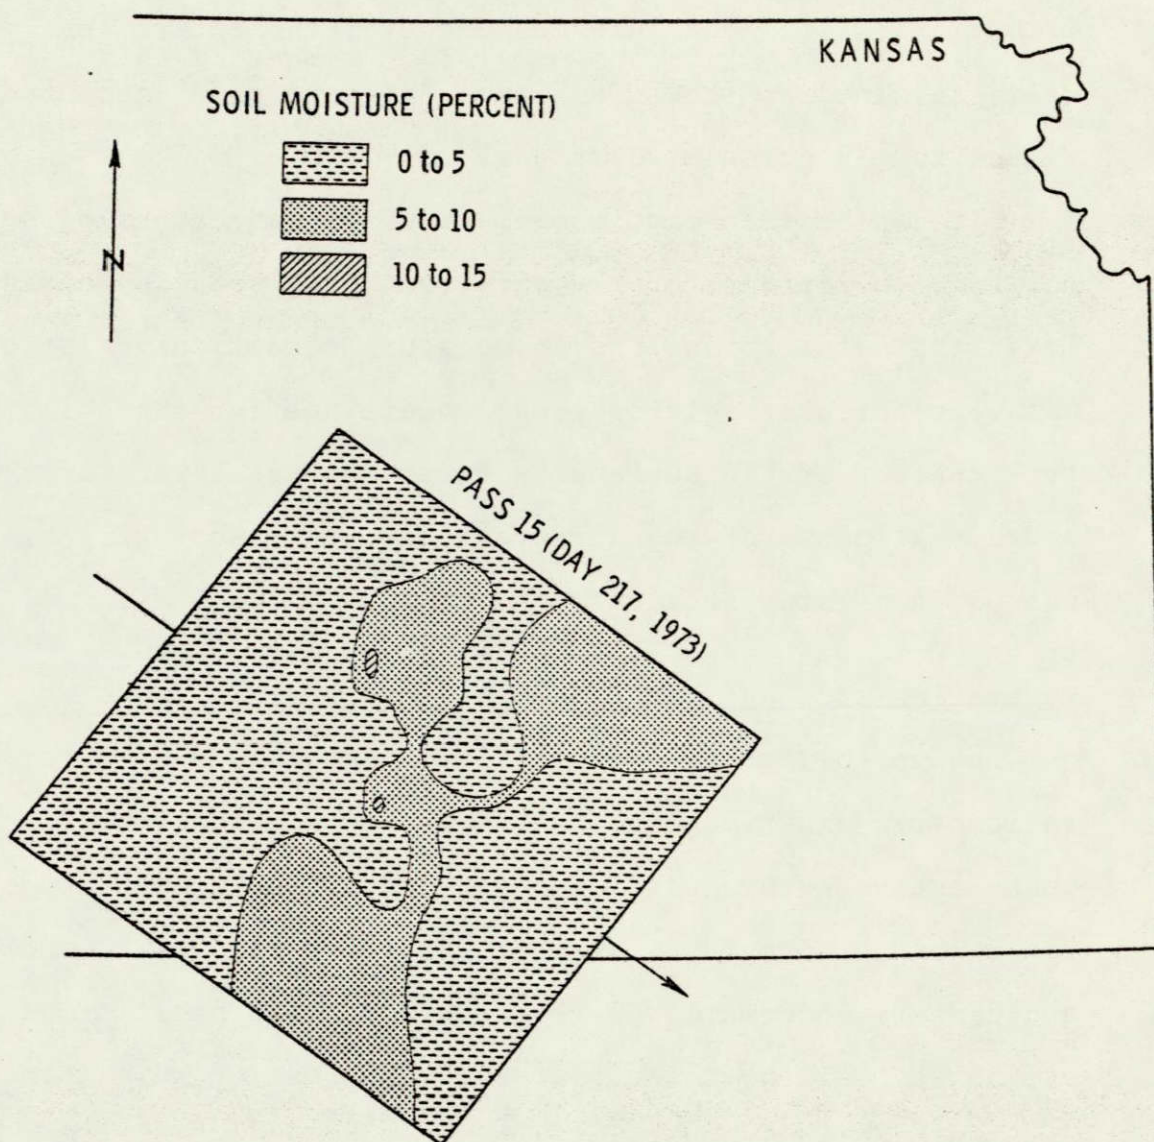 KANSAS
SOIL MOISTURE (PERCENT)
0 to 5
5 to 10
10 to 15
N
PASS 15 (DAY 217, 1973)